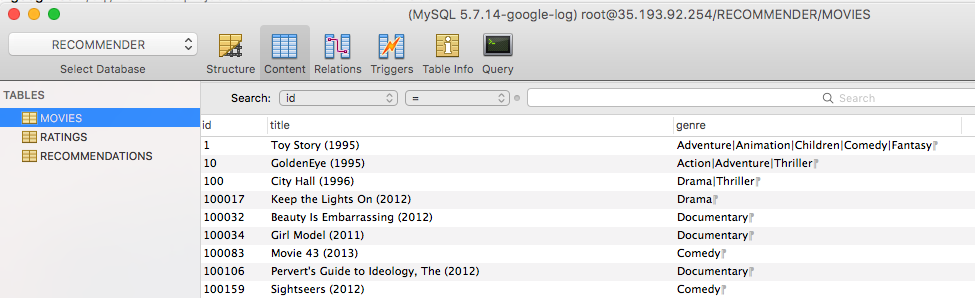 (MySQL 5.7.14-google-log) root@35.193.92.254/RECOMMENDER/MOVIES
RECOMMENDER
Select Database
Structure Content Relations Triggers Table Info Query
TABLES
MOVIES
RATINGS
RECOMMENDATIONS
Search: id = Search
id title genre
1 Toy Story (1995) Adventure|Animation|Children|Comedy|Fantasy
10 GoldenEye (1995) Action|Adventure|Thriller
100 City Hall (1996) Drama|Thriller
100017 Keep the Lights On (2012) Drama
100032 Beauty Is Embarrassing (2012) Documentary
100034 Girl Model (2011) Documentary
100083 Movie 43 (2013) Comedy
100106 Pervert's Guide to Ideology, The (2012) Documentary
100159 Sightseers (2012) Comedy